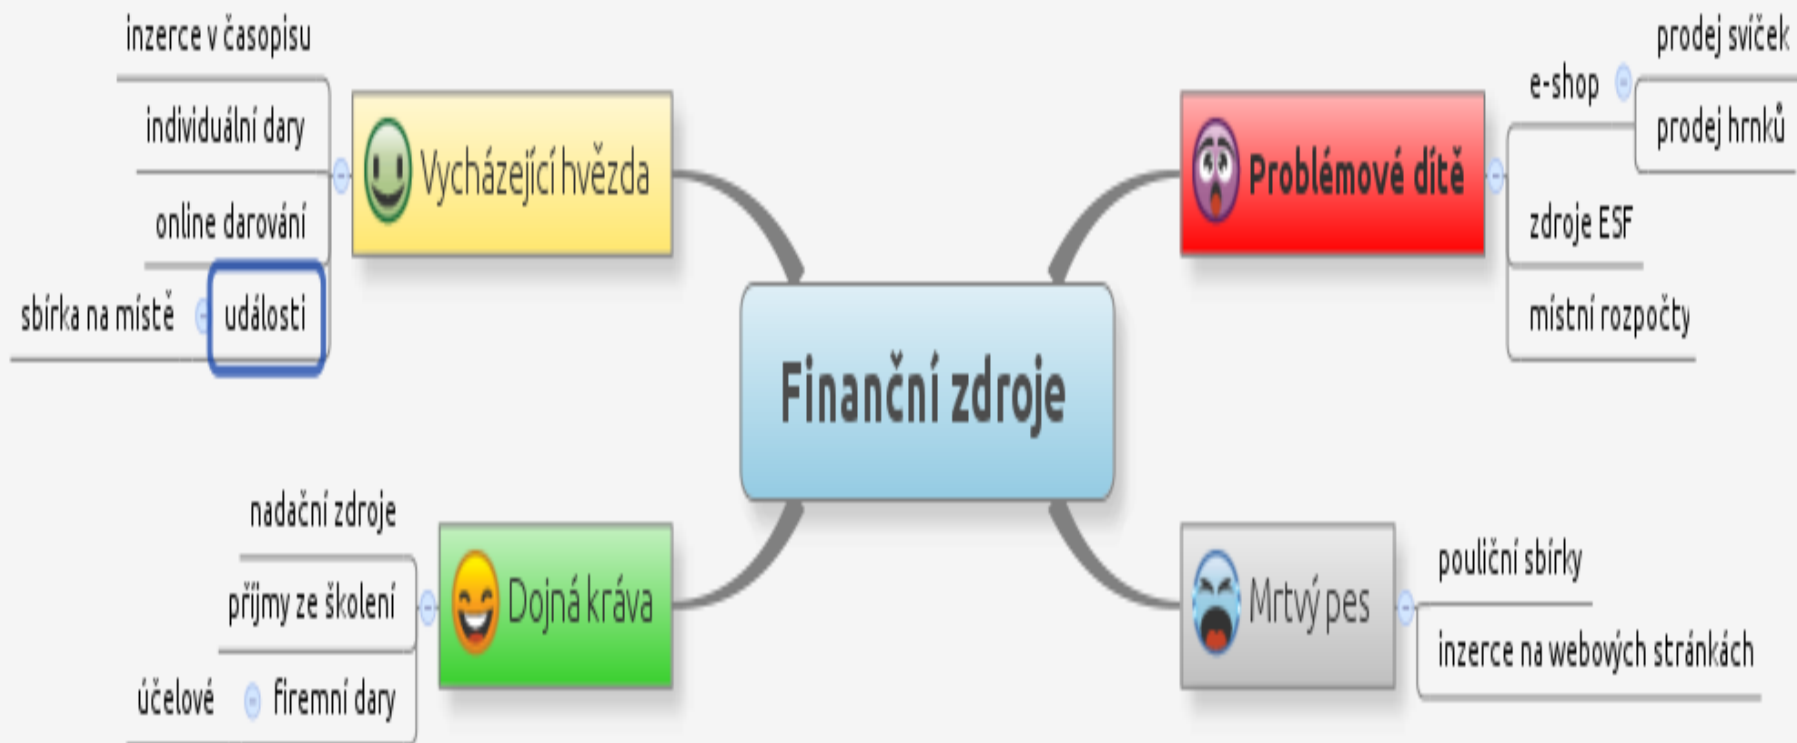 inzerce v časopisu
individuální dary
online darování
události
sbírka na místě
Vycházející hvězda
Problémové dítě
e-shop
prodej svíček
prodej hrnků
zdroje ESF
místní rozpočty
Finanční zdroje
nadační zdroje
příjmy ze školení
firemní dary
účelové
Dojná kráva
Mrtvý pes
pouliční sbírky
inzerce na webových stránkách